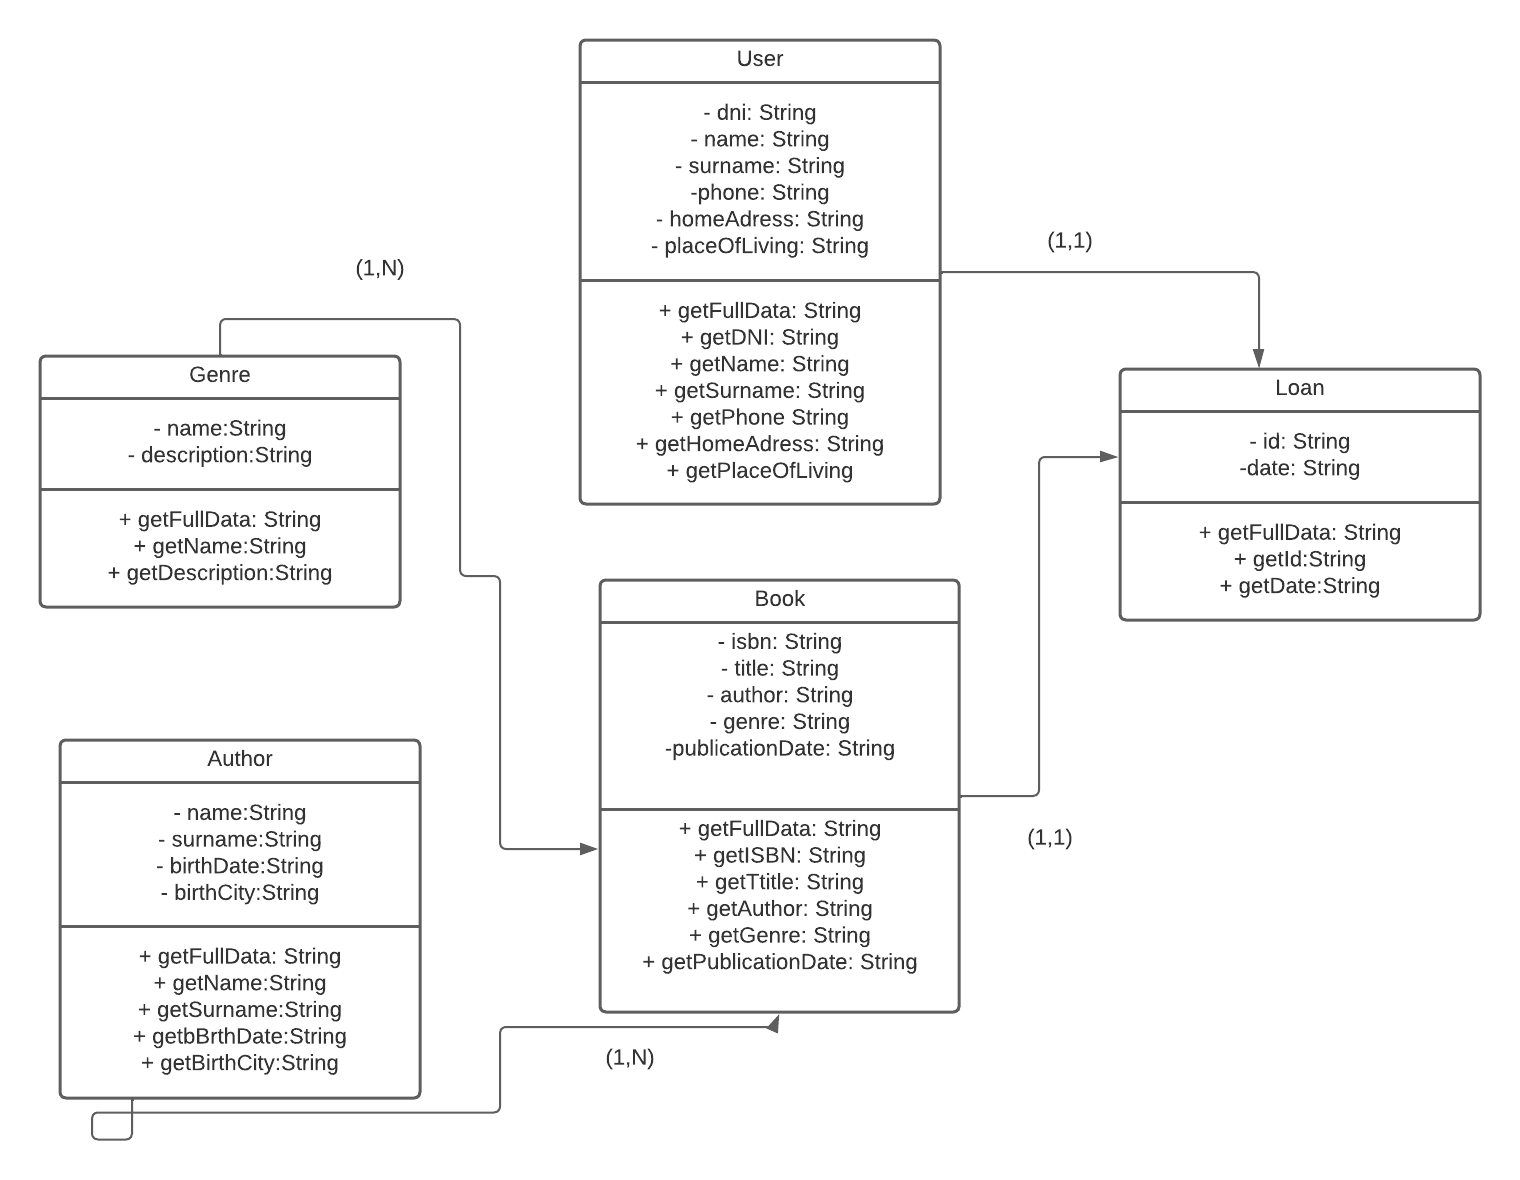 User
- dni: String
- name: String
- surname: String
-phone: String
- homeAdress: String
- placeOfLiving: String
+ getFullData: String
+ getDNI: String
+ getName: String
+ getSurname: String
+ getPhone String
+ getHomeAdress: String
+ getPlaceOfLiving
(1,1)
(1,N)
Genre
- name:String
- description:String
+ getFullData: String
+ getName:String
+ getDescription:String
Loan
- id: String
-date: String
+ getFullData: String
+ getId:String
+ getDate:String
Book
- isbn: String
- title: String
- author: String
- genre: String
-publicationDate: String
+ getFullData: String
+ getISBN: String
+ getTtitle: String
+ getAuthor: String
+ getGenre: String
+ getPublicationDate: String
(1,1)
Author
- name:String
- surname:String
- birthDate:String
- birthCity:String
+ getFullData: String
+ getName:String
+ getSurname:String
+ getbBrthDate:String
+ getBirthCity:String
(1,N)